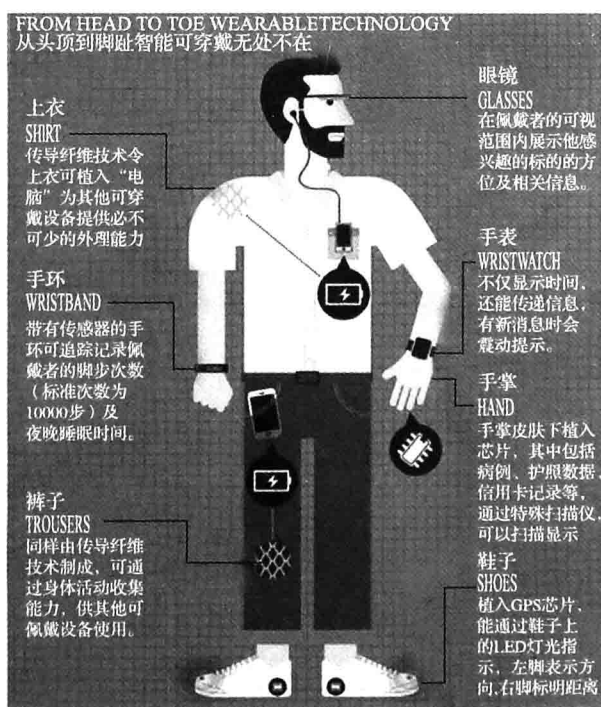 FROM HEAD TO TOE WEARABLETECHNOLOGY
从头顶到脚趾智能可穿戴无处不在
上衣
SHIRT
传导纤维技术令
上衣可植入“电
脑”为其他可穿
戴设备提供必不
可少的外理能力
手环
WRISTBAND
带有传感器的手
环可追踪记录佩
戴者的脚步次数
（标准次数为
10000步）及
夜晚睡眠时间。
裤子
TROUSERS
同样由传导纤维
技术制成，可通
过身体活动收集
能力，供其他可
佩戴设备使用。
眼镜
GLASSES
在佩戴者的可视
范围内展示他感
兴趣的标的的方
位及相关信息。
手表
WRISTWATCH
不仅显示时间，
还能传递信息，
有新消息时会
震动提示。
手掌
HAND
手掌皮肤下植入
芯片，其中包括
病例、护照数据，
信用卡记录等，
通过特殊扫描仪，
可以扫描显示
鞋子
SHOES
植入GPS芯片，
能通过鞋子上
的LED灯光指
示，左脚表示方
向，右脚标明距离